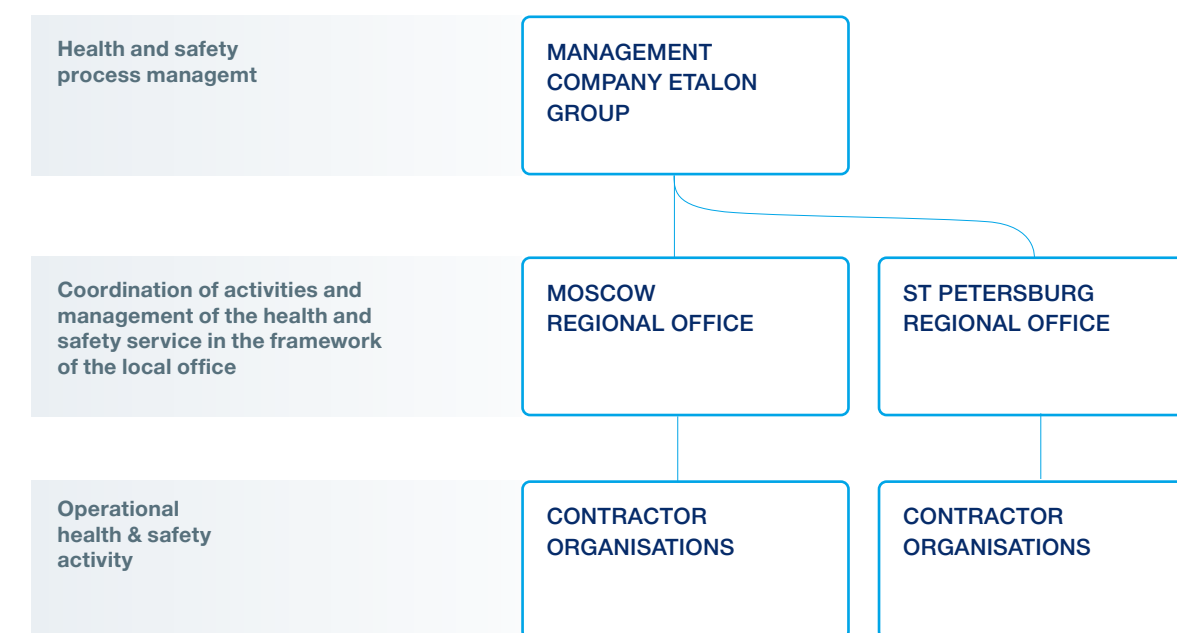 Health and safety
process managemt
MANAGEMENT
COMPANY ETALON
GROUP
Coordination of activities and
management of the health and
safety service in the framework
of the local office
MOSCOW
REGIONAL OFFICE
ST PETERSBURG
REGIONAL OFFICE
Operational
health & safety
activity
CONTRACTOR
ORGANISATIONS
CONTRACTOR
ORGANISATIONS